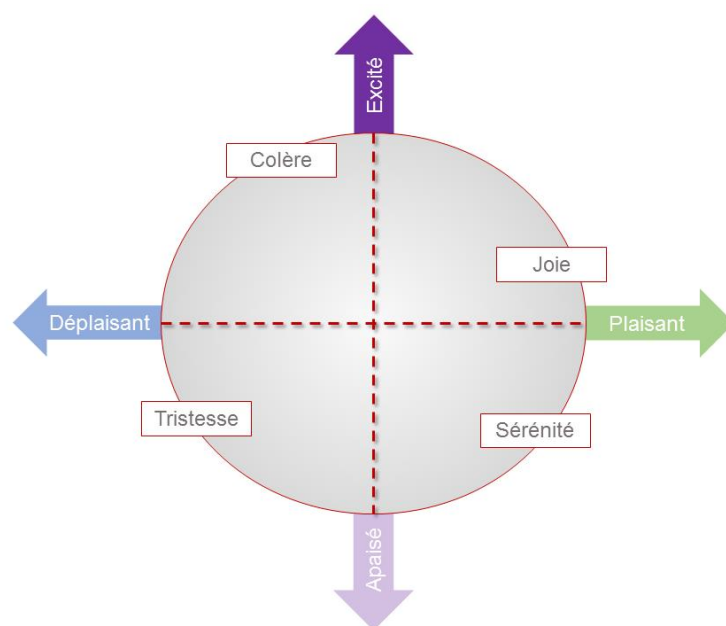 Excité
Colère
Joie
Déplaisant
Plaisant
Tristesse
Sérénité
Apaisé